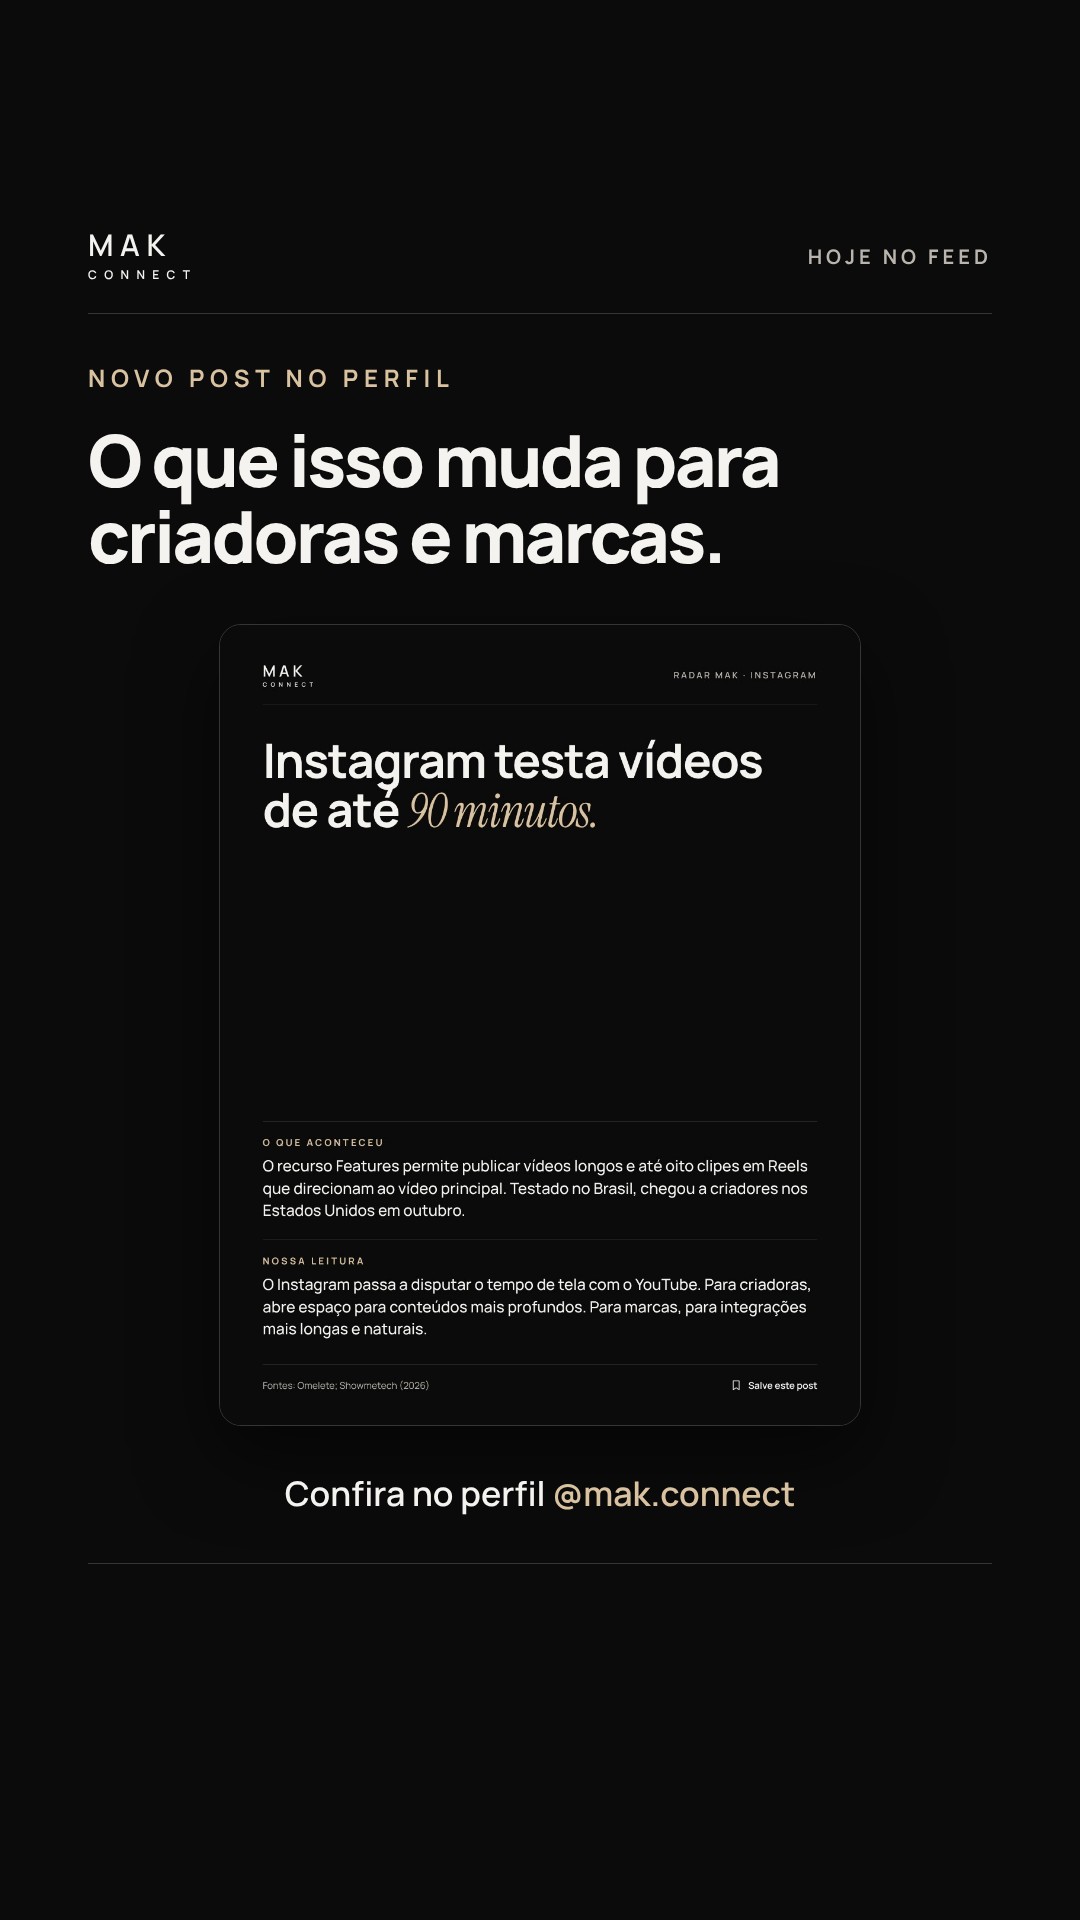 MAK
CONNECT
HOJE NO FEED
NOVO POST NO PERFIL
O que isso muda para
criadoras e marcas.
MAK
CONNECT
RADAR MAK · INSTAGRAM
Instagram testa vídeos
de até 90 minutos.
O QUE ACONTECEU
O recurso Features permite publicar vídeos longos e até oito clipes em Reels
que direcionam ao vídeo principal. Testado no Brasil, chegou a criadores nos
Estados Unidos em outubro.
NOSSA LEITURA
O Instagram passa a disputar o tempo de tela com o YouTube. Para criadoras,
abre espaço para conteúdos mais profundos. Para marcas, para integrações
mais longas e naturais.
Fontes: Omelete; Showmetech (2026)
Salve este post
Confira no perfil @mak.connect